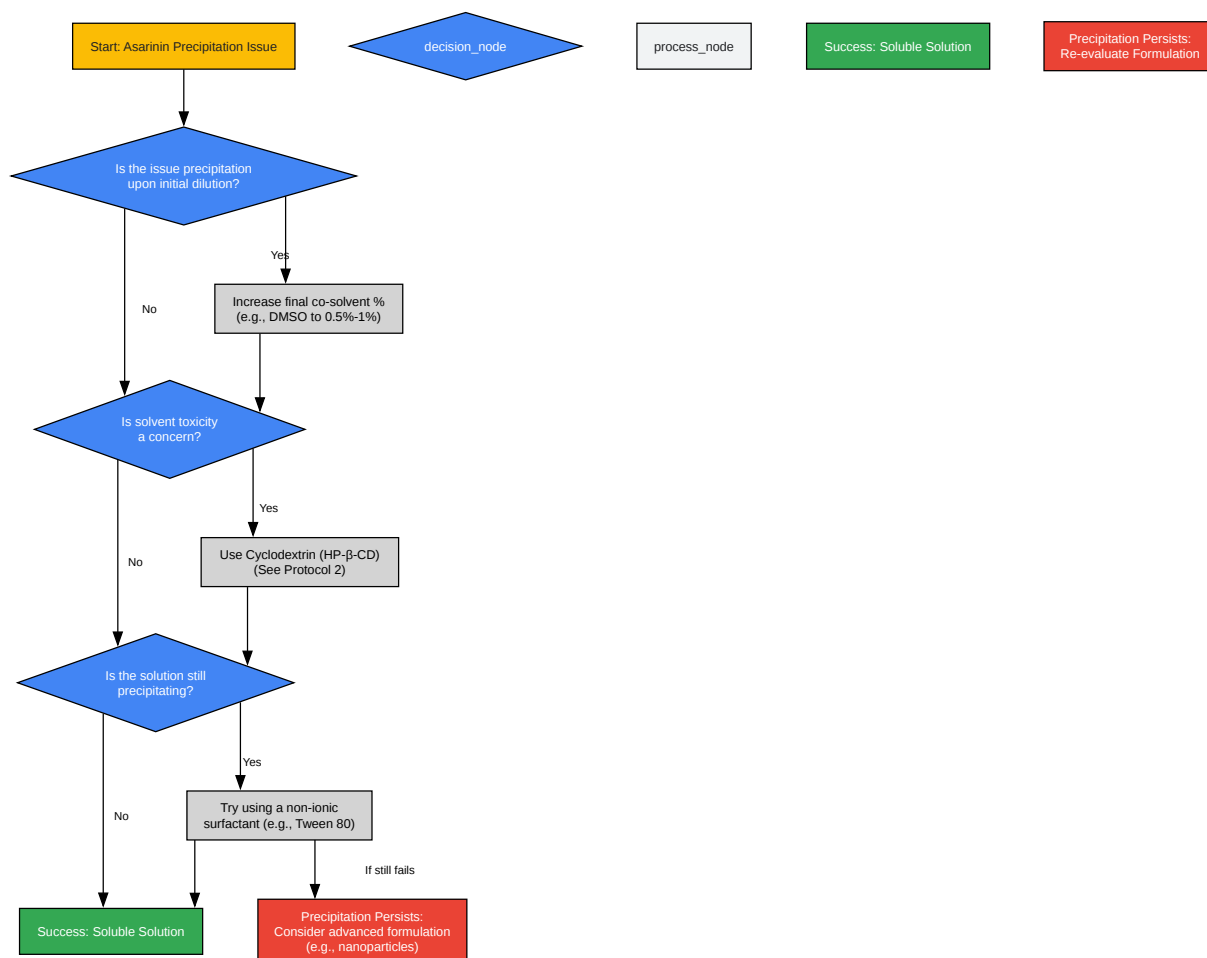 Start: Asarinin Precipitation Issue
decision_node
process_node
Success: Soluble Solution
Precipitation Persists:
Re-evaluate Formulation
Is the issue precipitation
upon initial dilution?
Yes
No
Increase final co-solvent %
(e.g., DMSO to 0.5%-1%)
Is solvent toxicity
a concern?
Yes
No
Use Cyclodextrin (HP-β-CD)
(See Protocol 2)
Is the solution still
precipitating?
Yes
No
Try using a non-ionic
surfactant (e.g., Tween 80)
If still fails
Success: Soluble Solution
Precipitation Persists:
Consider advanced formulation
(e.g., nanoparticles)